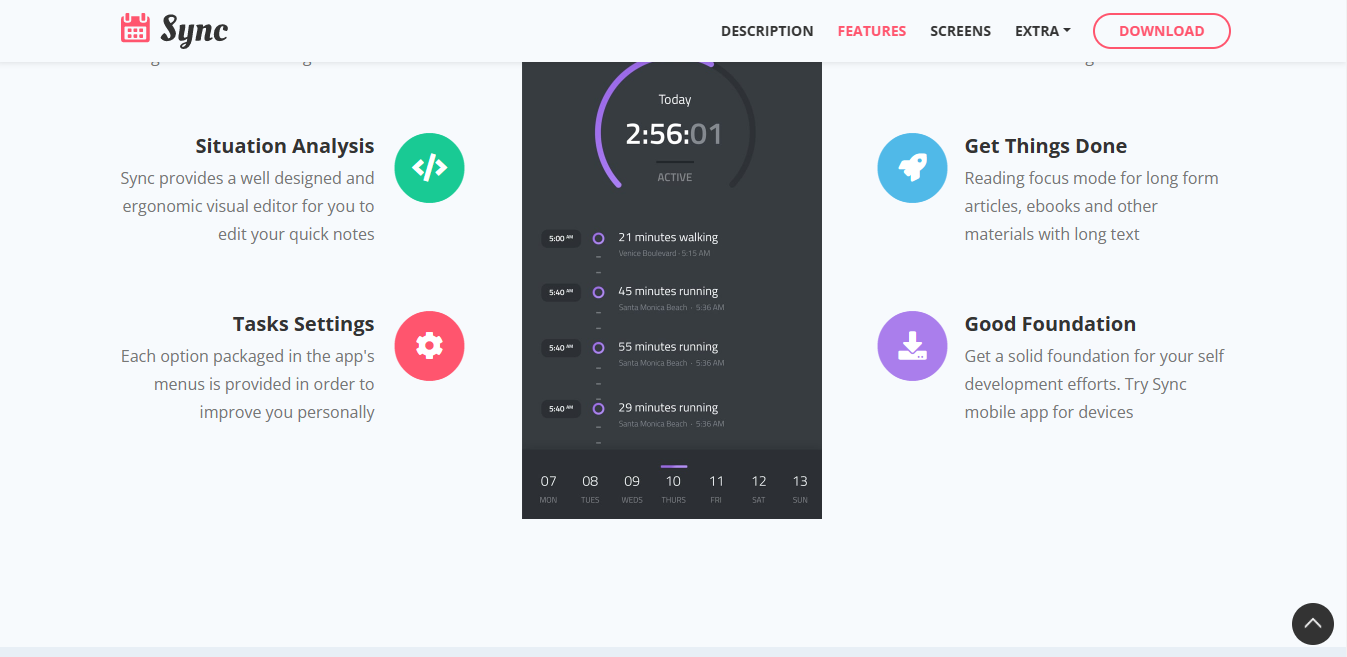 Sync
DESCRIPTION
FEATURES
SCREENS
EXTRA
DOWNLOAD
Situation Analysis
Sync provides a well designed and
ergonomic visual editor for you to
edit your quick notes
Tasks Settings
Each option packaged in the app's
menus is provided in order to
improve you personally
Today
2:56:01
ACTIVE
5:00 AM
21 minutes walking
Venice Boulevard · 5:15 AM
5:40 AM
45 minutes running
Santa Monica Beach - 5:36 AM
5:40 AM
55 minutes running
Santa Monica Beach - 5:36 AM
5:40 AM
29 minutes running
Santa Monica Beach - 5:36 AM
07 08 09 10 11 12 13
MON TUES WEDS THURS FRI SAT SUN
Get Things Done
Reading focus mode for long form
articles, ebooks and other
materials with long text
Good Foundation
Get a solid foundation for your self
development efforts. Try Sync
mobile app for devices